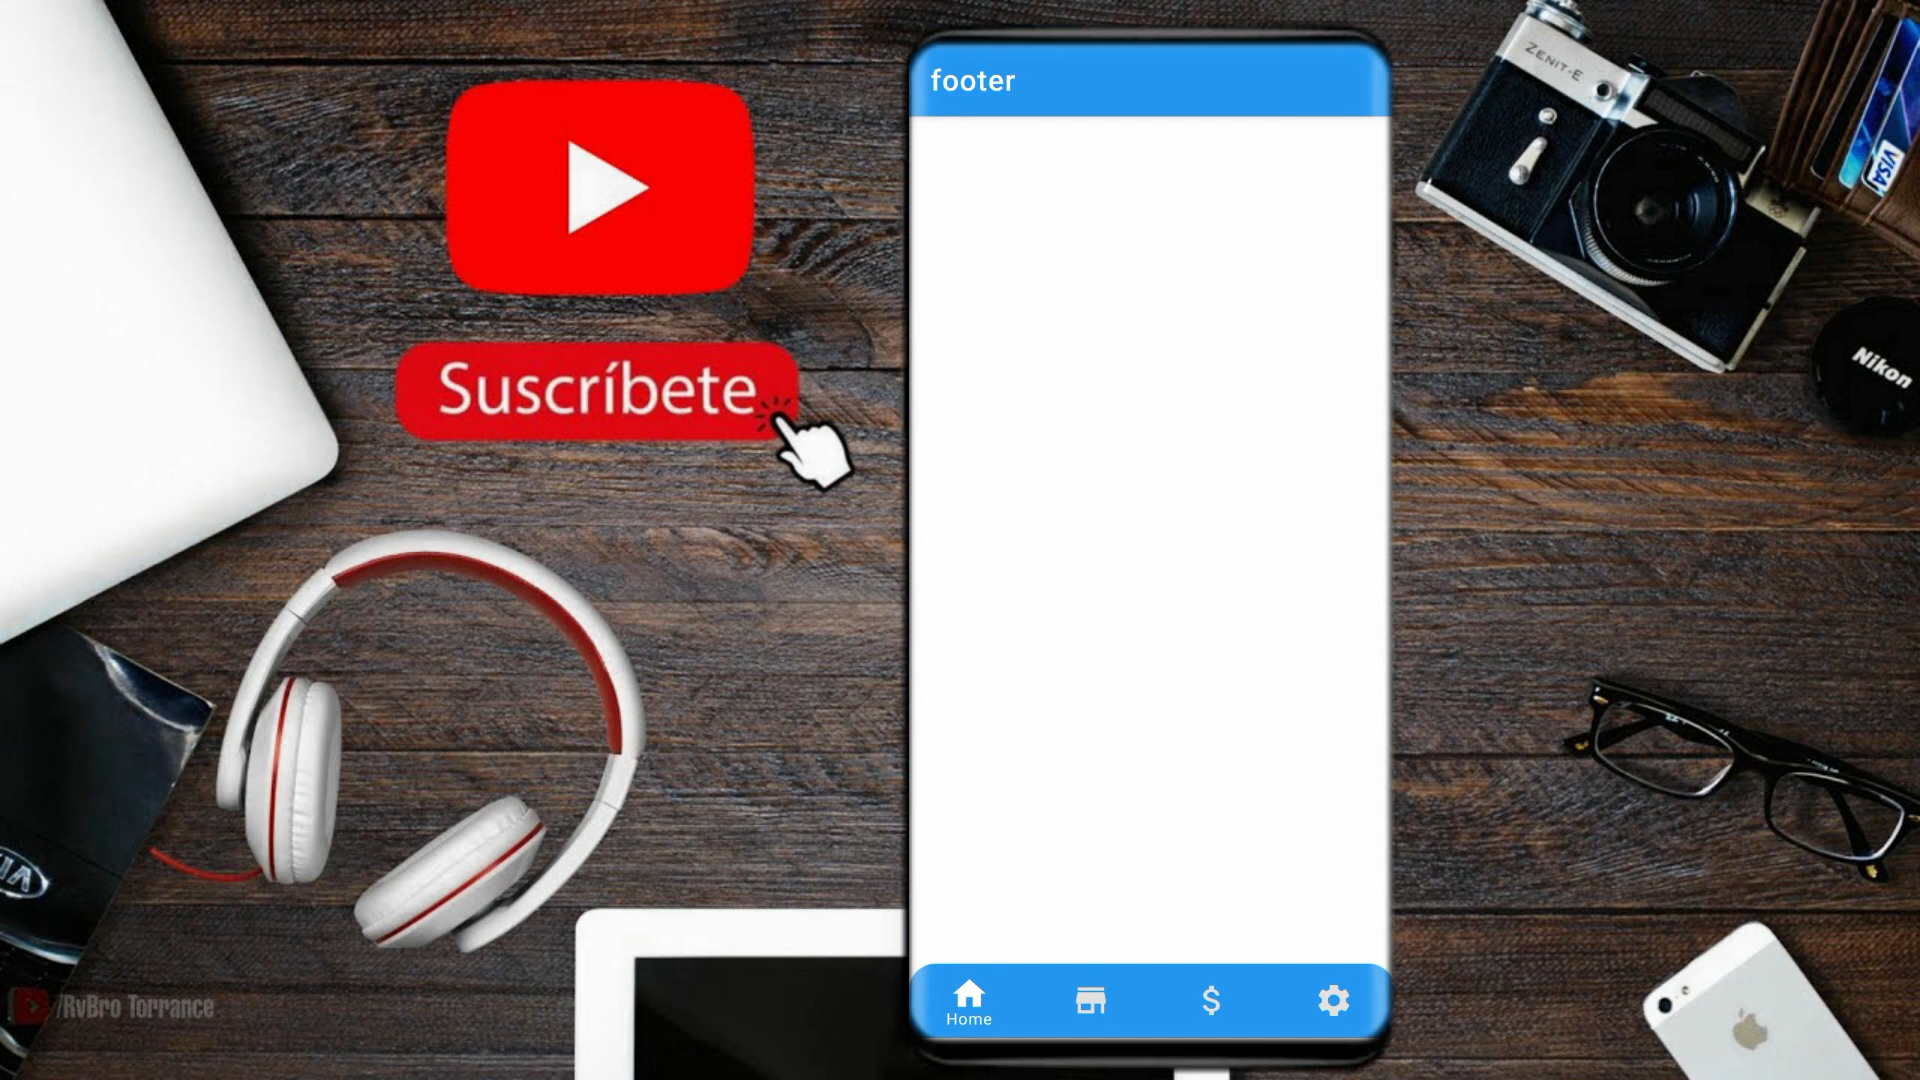 footer
ZENIT-E
VISA
Suscríbete
Nikon
/RvBro Torrance
Home